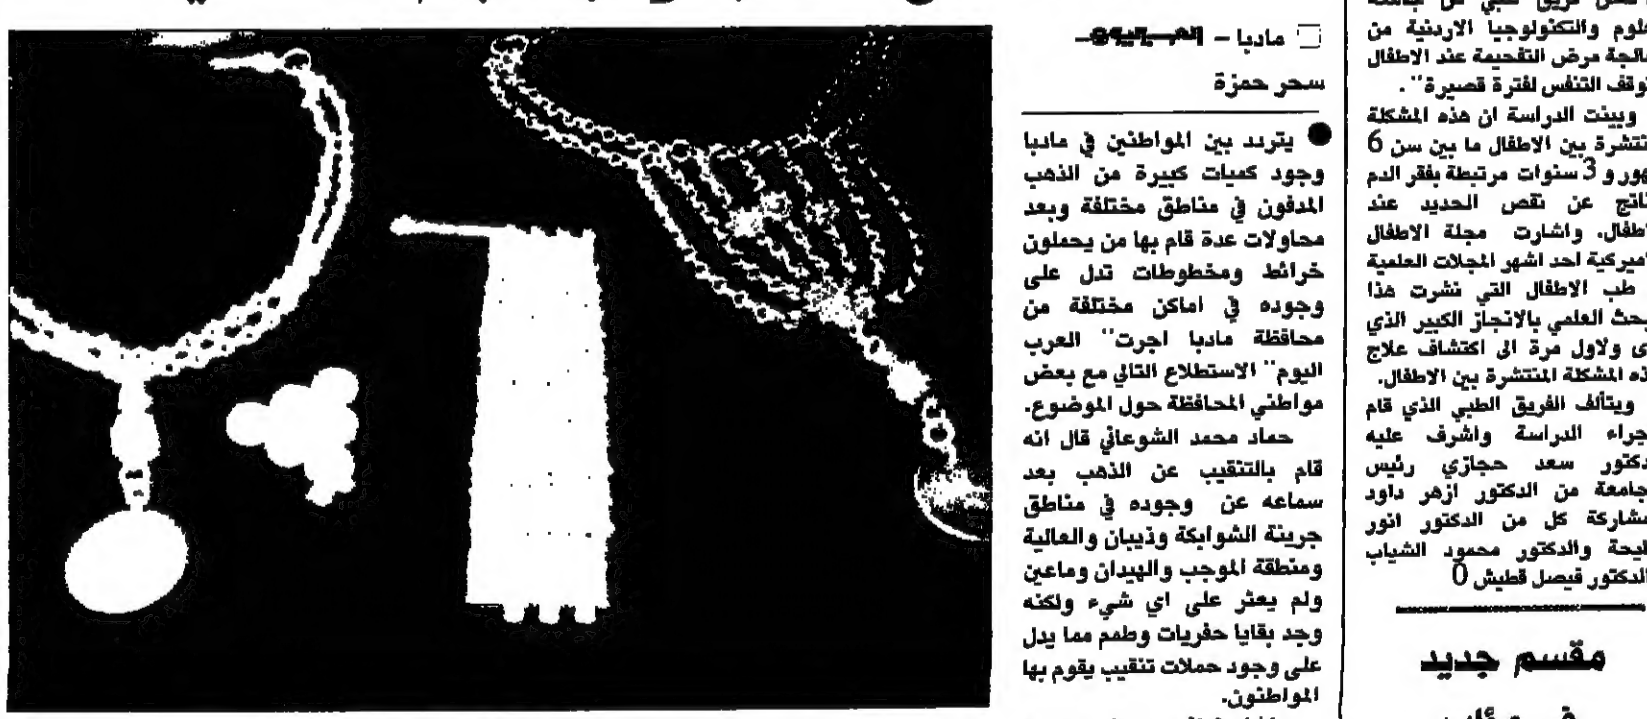 مادبا – العرب اليوم –
سحر حمزة
● يتردد بين المواطنين في مادبا
وجود كميات كبيرة من الذهب
المدفون في مناطق مختلفة وبعد
محاولات عدة قام بها من يحملون
خرائط ومخطوطات تدل على
وجوده في اماكن مختلفة من
محافظة مادبا اجرت "العرب
اليوم" الاستطلاع التالي مع بعض
مواطني المحافظة حول الموضوع.
حماد محمد الشوعاني قال انه
قام بالتنقيب عن الذهب بعد
سماعه عن وجوده في مناطق
جرينة الشوابكة وذيبان والعالية
ومنطقة الموجب والهيدان وماعين
ولم يعثر على اي شيء ولكنه
وجد بقايا حفريات وطمم مما يدل
على وجود حملات تنقيب يقوم بها
المواطنون.
علوم والتكنولوجيا الاردنية من
الجة مرض التفحيمة عند الاطفال
توقف التنفس لفترة قصيرة".
وبينت الدراسة ان هذه المشكلة
نتشرة بين الاطفال ما بين سن 6
هور و 3 سنوات مرتبطة بفقر الدم
ناتج عن نقص الحديد عند
اطفال. واشارت مجلة الاطفال
اميركية احد اشهر المجلات العلمية
طب الاطفال التي نشرت هذا
بحث العلمي بالانجاز الكبير الذي
ى ولاول مرة الى اكتشاف علاج
ذه المشكلة المنتشرة بين الاطفال.
ويتألف الفريق الطبي الذي قام
جراء الدراسة واشرف عليه
دكتور سعد حجازي رئيس
جامعة من الدكتور ازهر داود
مشاركة كل من الدكتور انور
ليحة والدكتور محمود الشياب
الدكتور فيصل قطيش 0
مقسم جديد